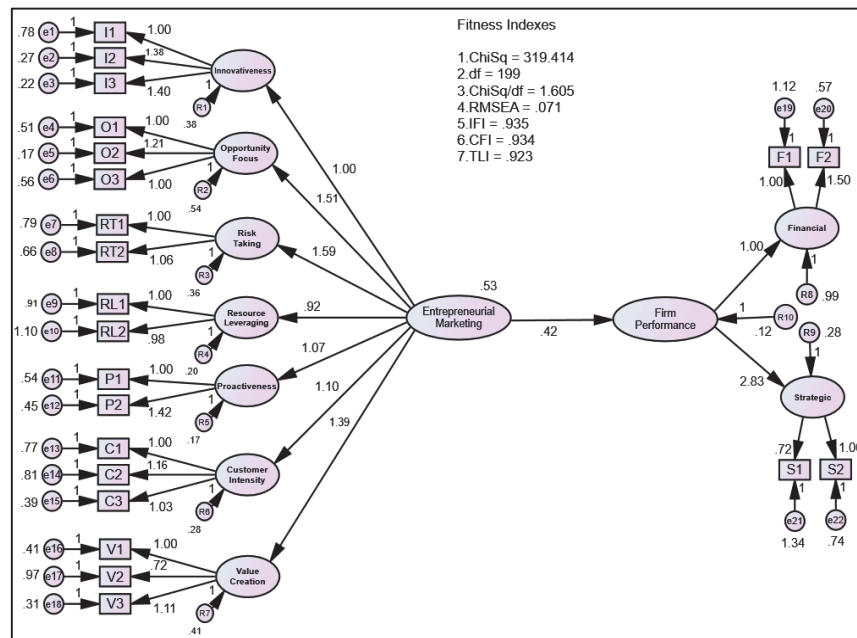 Fitness Indexes
1.ChiSq = 319.414
2.df = 199
3.ChiSq/df = 1.605
4.RMSEA = .071
5.IFI = .935
6.CFI = .934
7.TLI = .923
.78 e1 1 I1 1.00
.27 e2 1 I2 1.38
.22 e3 1 I3 1.40
Innovativeness
1
R1
.38
.51 e4 1 O1 1.00
.17 e5 1 O2 1.21
.56 e6 1 O3 1.00
Opportunity
Focus
1
R2
.54
.79 e7 1 RT1 1.00
.66 e8 1 RT2 1.06
Risk
Taking
1
R3
.36
.91 e9 1 RL1 1.00
1.10 e10 1 RL2 .98
Resource
Leveraging
1
R4
.20
.54 e11 1 P1 1.00
.45 e12 1 P2 1.42
Proactiveness
1
R5
.17
.77 e13 1 C1 1.00
.81 e14 1 C2 1.16
.39 e15 1 C3 1.03
Customer
Intensity
1
R6
.28
.41 e16 1 V1 1.00
.97 e17 1 V2 .72
.31 e18 1 V3 1.11
Value
Creation
1
R7
.41
1.00
1.51
1.59
.92
1.07
1.10
1.39
.53
Entrepreneurial
Marketing
.42
Firm
Performance
1
R10
.12
1.00
2.83
1.12 .57
e19 e20
1 1
F1 F2
1.00 1.50
Financial
1
R8 .99
R9 .28
1
Strategic
.72 1.00
S1 S2
1 1
e21 e22
1.34 .74